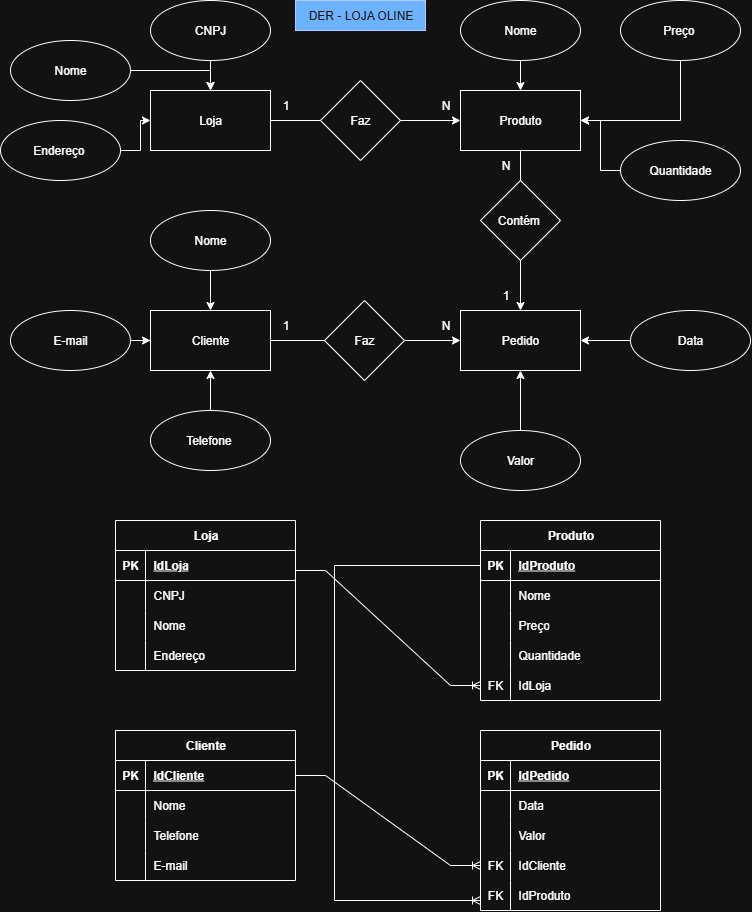 DER - LOJA OLINE
CNPJ
Nome
Preço
Nome
Loja
1
Faz
N
Produto
Endereço
Quantidade
N
Contém
Nome
1
E-mail
Cliente
1
Faz
N
Pedido
Data
Telefone
Valor
Loja
PK IdLoja
CNPJ
Nome
Endereço
Produto
PK IdProduto
Nome
Preço
Quantidade
FK IdLoja
Cliente
PK IdCliente
Nome
Telefone
E-mail
Pedido
PK IdPedido
Data
Valor
FK IdCliente
FK IdProduto